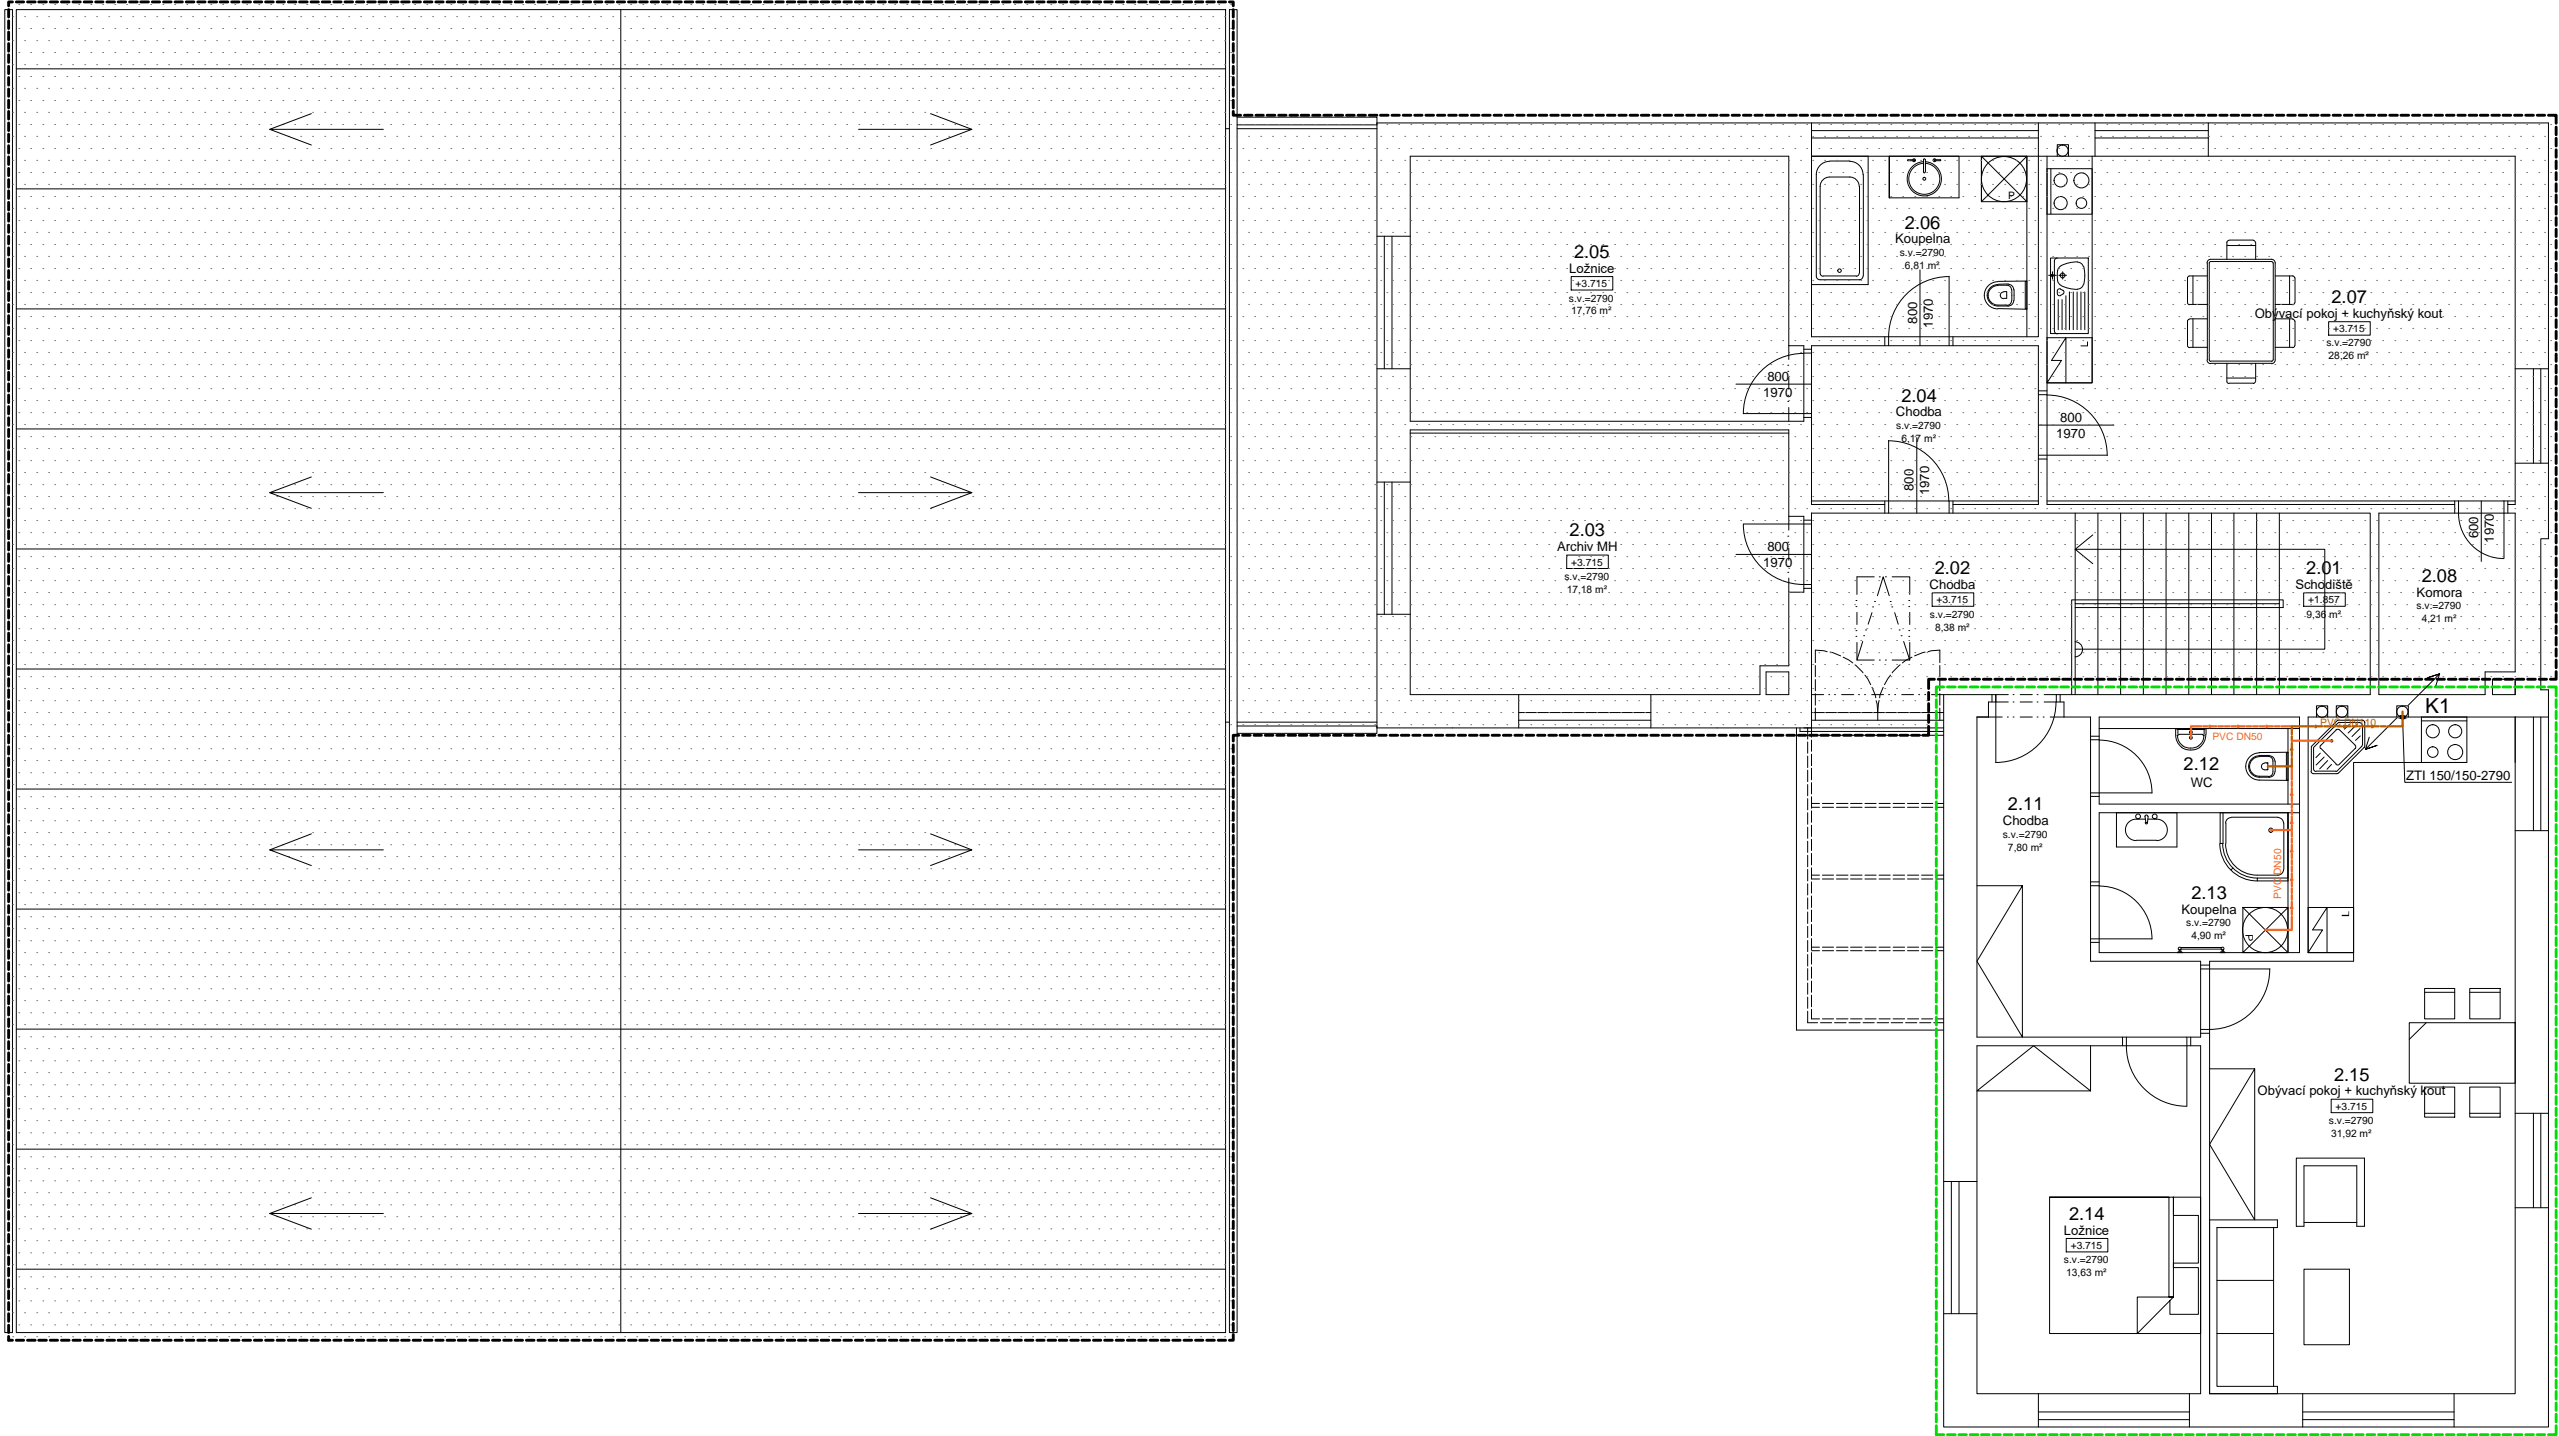 2.05
Ložnice
+3.715
s.v.=2790
17,76 m²
2.06
Koupelna
s.v.=2790
6,81 m²
P
800
1970
L
2.07
Obývací pokoj + kuchyňský kout
+3.715
s.v.=2790
28,26 m²
800
1970
2.04
Chodba
s.v.=2790
6,17 m²
800
1970
800
1970
2.03
Archiv MH
+3.715
s.v.=2790
17,18 m²
800
1970
2.02
Chodba
+3.715
s.v.=2790
8,38 m²
2.01
Schodiště
+1.857
9,36 m²
600
1970
2.08
Komora
s.v.=2790
4,21 m²
K1
PVC DN50
ZTI 150/150-2790
2.12
WC
2.11
Chodba
s.v.=2790
7,80 m²
PVC DN50
2.13
Koupelna
s.v.=2790
4,90 m²
P
L
2.15
Obývací pokoj + kuchyňský kout
+3.715
s.v.=2790
31,92 m²
2.14
Ložnice
+3.715
s.v.=2790
13,63 m²